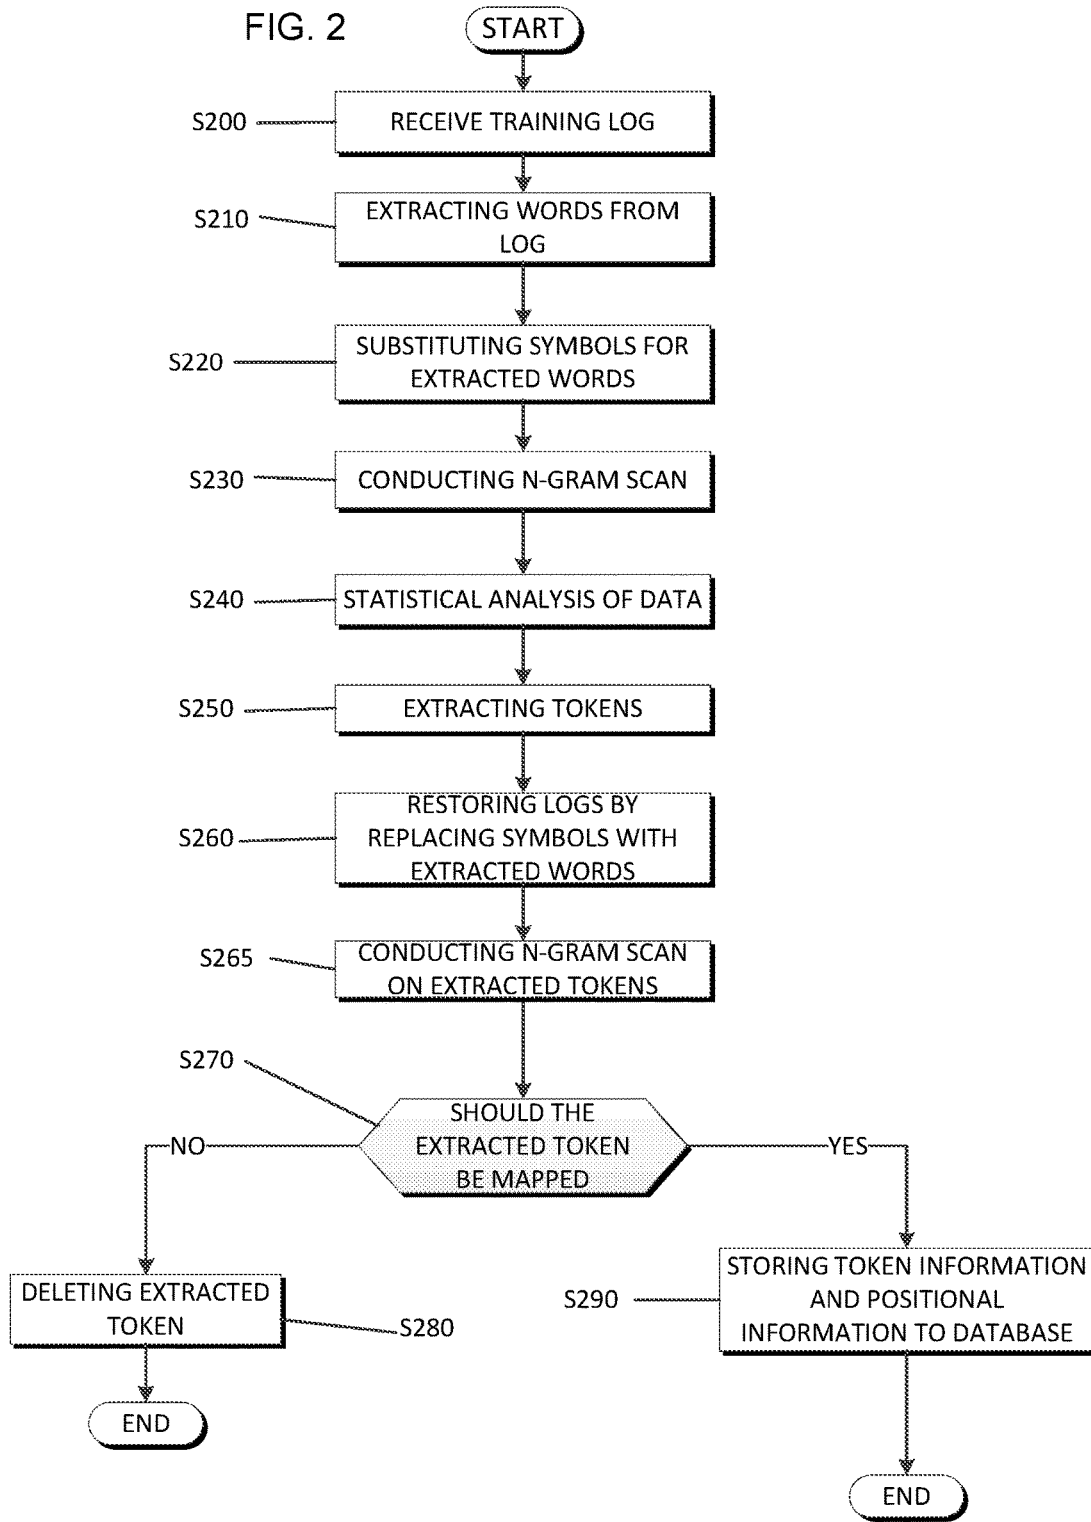 FIG. 2
START
S200
RECEIVE TRAINING LOG
S210
EXTRACTING WORDS FROM
LOG
S220
SUBSTITUTING SYMBOLS FOR
EXTRACTED WORDS
S230
CONDUCTING N-GRAM SCAN
S240
STATISTICAL ANALYSIS OF DATA
S250
EXTRACTING TOKENS
S260
RESTORING LOGS BY
REPLACING SYMBOLS WITH
EXTRACTED WORDS
S265
CONDUCTING N-GRAM SCAN
ON EXTRACTED TOKENS
S270
SHOULD THE
EXTRACTED TOKEN
BE MAPPED
NO
YES
DELETING EXTRACTED
TOKEN
S280
END
S290
STORING TOKEN INFORMATION
AND POSITIONAL
INFORMATION TO DATABASE
END